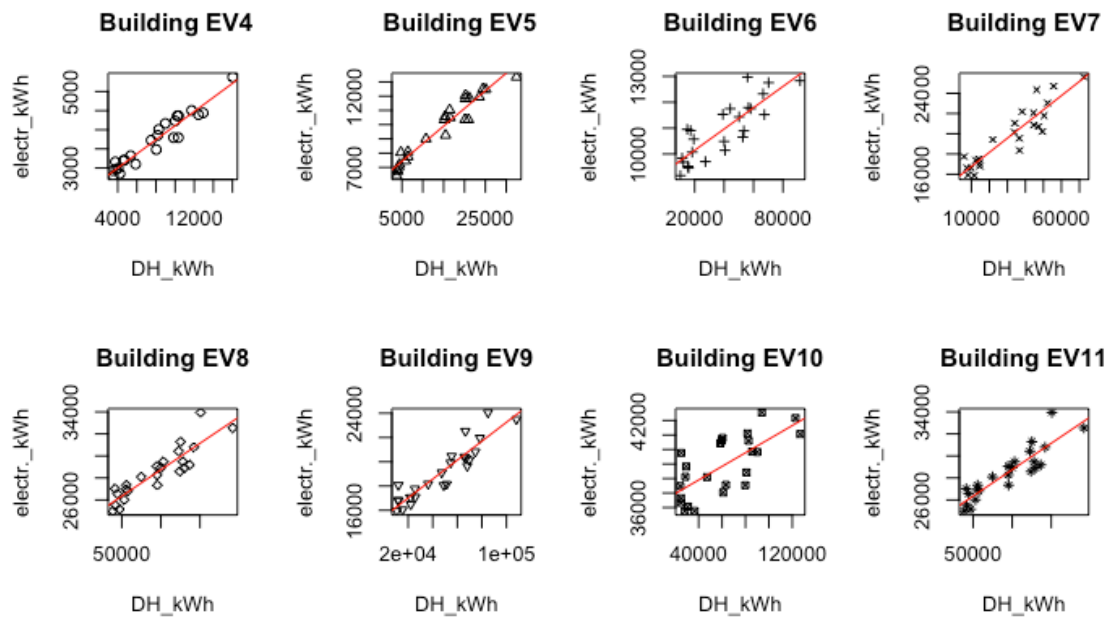 Building EV4
electr._kWh
3000 5000
4000 12000
DH_kWh
Building EV5
electr._kWh
7000 12000
5000 25000
DH_kWh
Building EV6
electr._kWh
10000 13000
20000 80000
DH_kWh
Building EV7
electr._kWh
16000 24000
10000 60000
DH_kWh
Building EV8
electr._kWh
26000 34000
50000
DH_kWh
Building EV9
electr._kWh
16000 24000
2e+04 1e+05
DH_kWh
Building EV10
electr._kWh
36000 42000
40000 120000
DH_kWh
Building EV11
electr._kWh
26000 34000
50000
DH_kWh